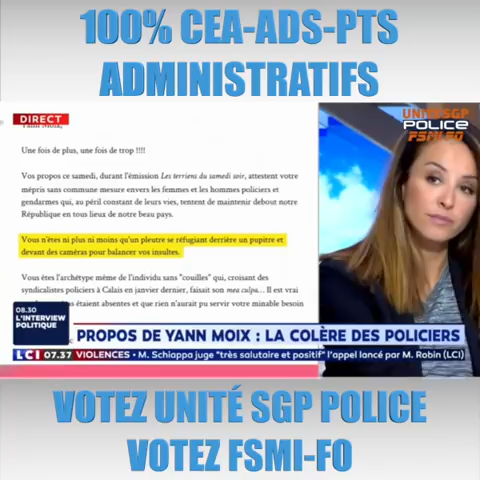 100% CEA-ADS-PTS
ADMINISTRATIFS
DIRECT
UNITÉ SGP
POLICE
FSMI-FO
Une fois de plus, une fois de trop !!!!
Vos propos ce samedi, durant l'émission Les terriens du samedi soir, attestent votre
mépris sans commune mesure envers les femmes et les hommes policiers et
gendarmes qui, au péril constant de leurs vies, tentent de maintenir debout notre
République en tous lieux de notre beau pays.
Vous n'êtes ni plus ni moins qu'un pleutre se réfugiant derrière un pupitre et
devant des caméras pour balancer vos insultes.
Vous êtes l'archétype même de l'individu sans "couilles" qui, croisant des
syndicalistes policiers à Calais en janvier dernier, faisait son mea culpa... Il est vrai
étaient absentes et que rien n'aurait pu servir votre minable besoin
08.30
L'INTERVIEW
POLITIQUE
PROPOS DE YANN MOIX : LA COLÈRE DES POLICIERS
LCI 07.37 VIOLENCES • M. Schiappa juge "très salutaire et positif" l'appel lancé par M. Robin (LCI)
VOTEZ UNITÉ SGP POLICE
VOTEZ FSMI-FO